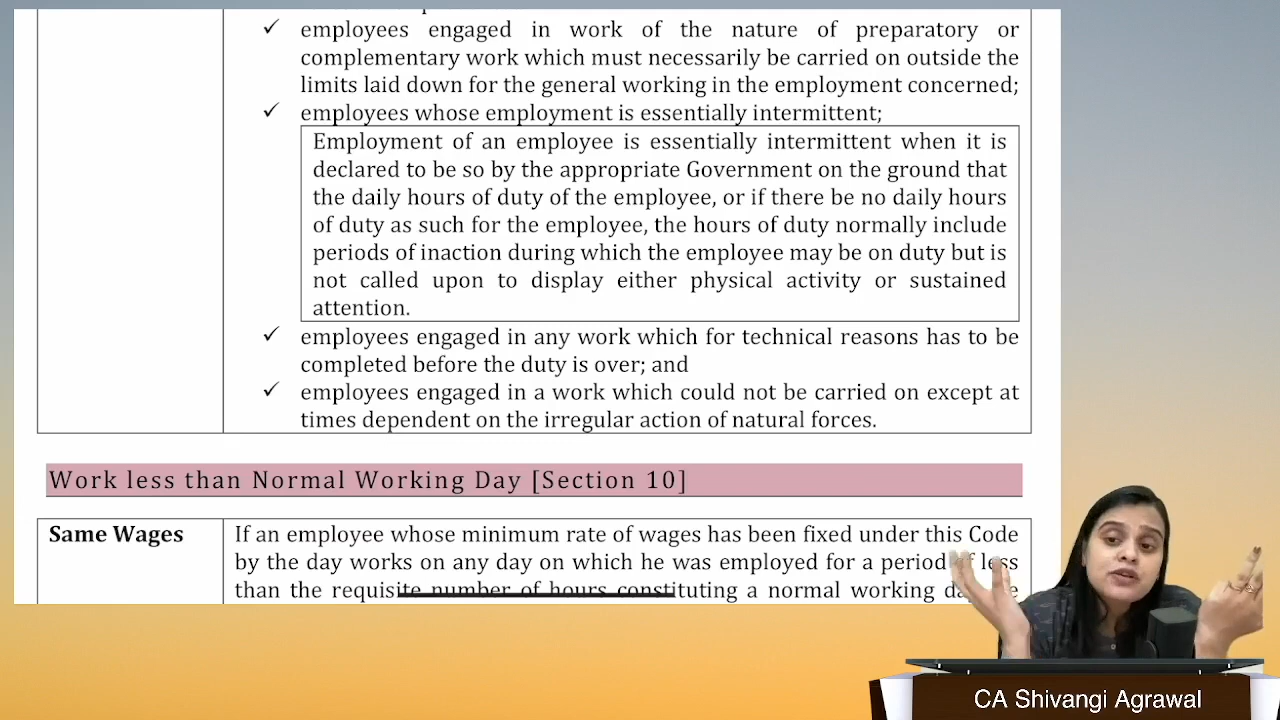 ✓ employees engaged in work of the nature of preparatory or
complementary work which must necessarily be carried on outside the
limits laid down for the general working in the employment concerned;
✓ employees whose employment is essentially intermittent;
Employment of an employee is essentially intermittent when it is
declared to be so by the appropriate Government on the ground that
the daily hours of duty of the employee, or if there be no daily hours
of duty as such for the employee, the hours of duty normally include
periods of inaction during which the employee may be on duty but is
not called upon to display either physical activity or sustained
attention.
✓ employees engaged in any work which for technical reasons has to be
completed before the duty is over; and
✓ employees engaged in a work which could not be carried on except at
times dependent on the irregular action of natural forces.
Work less than Normal Working Day [Section 10]
Same Wages
If an employee whose minimum rate of wages has been fixed under this Code
by the day works on any day on which he was employed for a period less
than the requisite number of hours constituting a normal working
CA Shivangi Agrawal